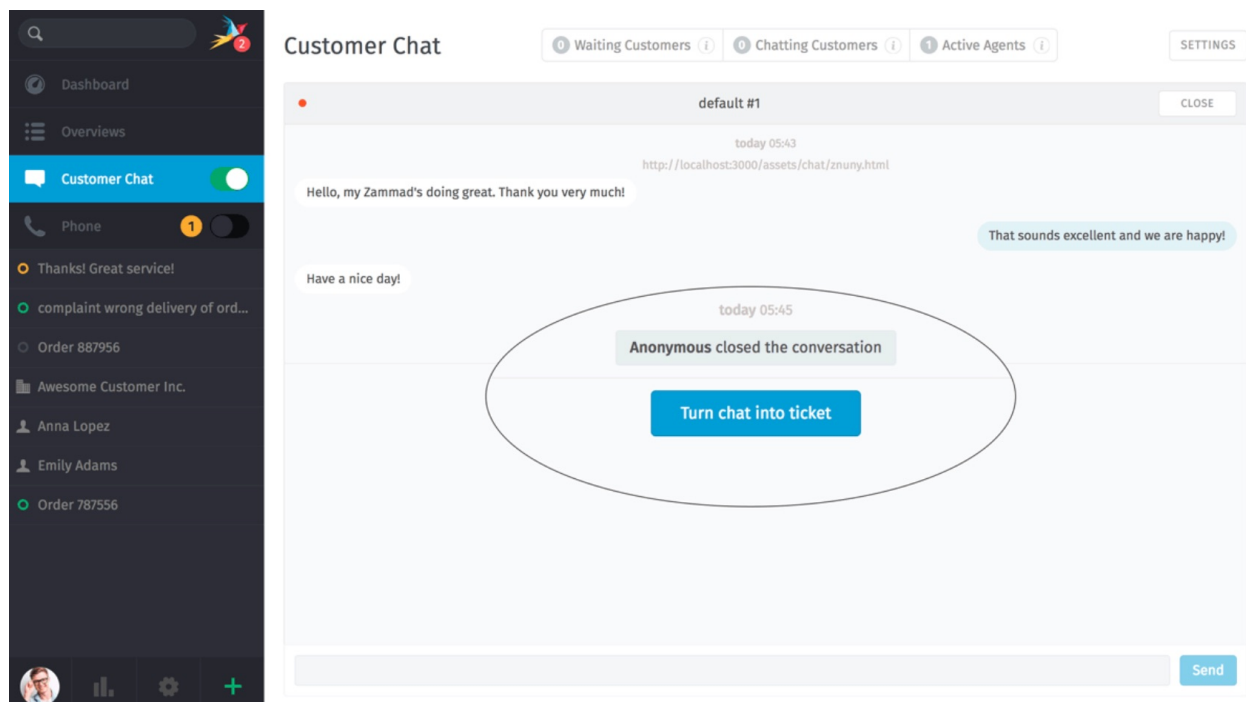 2
Dashboard
Overviews
Customer Chat
Phone 1
Thanks! Great service!
complaint wrong delivery of ord...
Order 887956
Awesome Customer Inc.
Anna Lopez
Emily Adams
Order 787556
Customer Chat
0 Waiting Customers i
0 Chatting Customers i
1 Active Agents i
SETTINGS
default #1
CLOSE
today 05:43
http://localhost:3000/assets/chat/znuny.html
Hello, my Zammad's doing great. Thank you very much!
That sounds excellent and we are happy!
Have a nice day!
today 05:45
Anonymous closed the conversation
Turn chat into ticket
Send